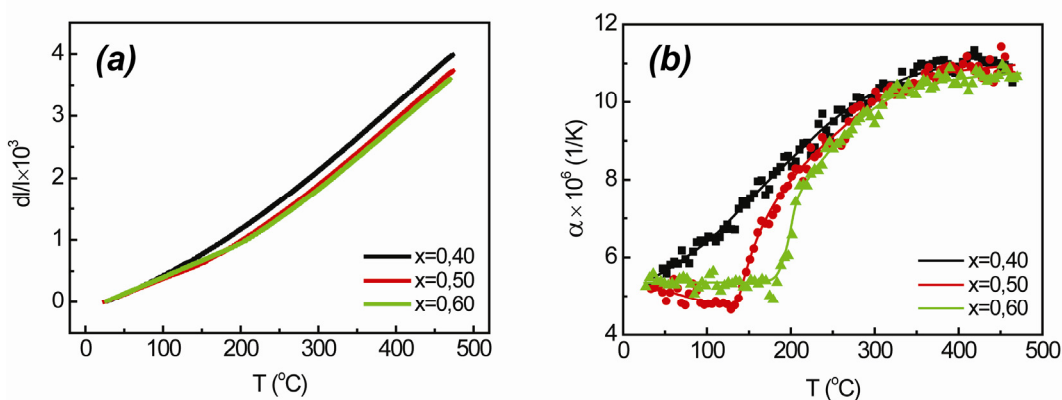 (a)
4
3
2
1
0
dl/l×10³
0 100 200 300 400 500
T (°C)
x=0,40
x=0,50
x=0,60
(b)
12
10
8
6
4
α × 10⁶ (1/K)
0 100 200 300 400 500
T (°C)
x=0,40
x=0,50
x=0,60